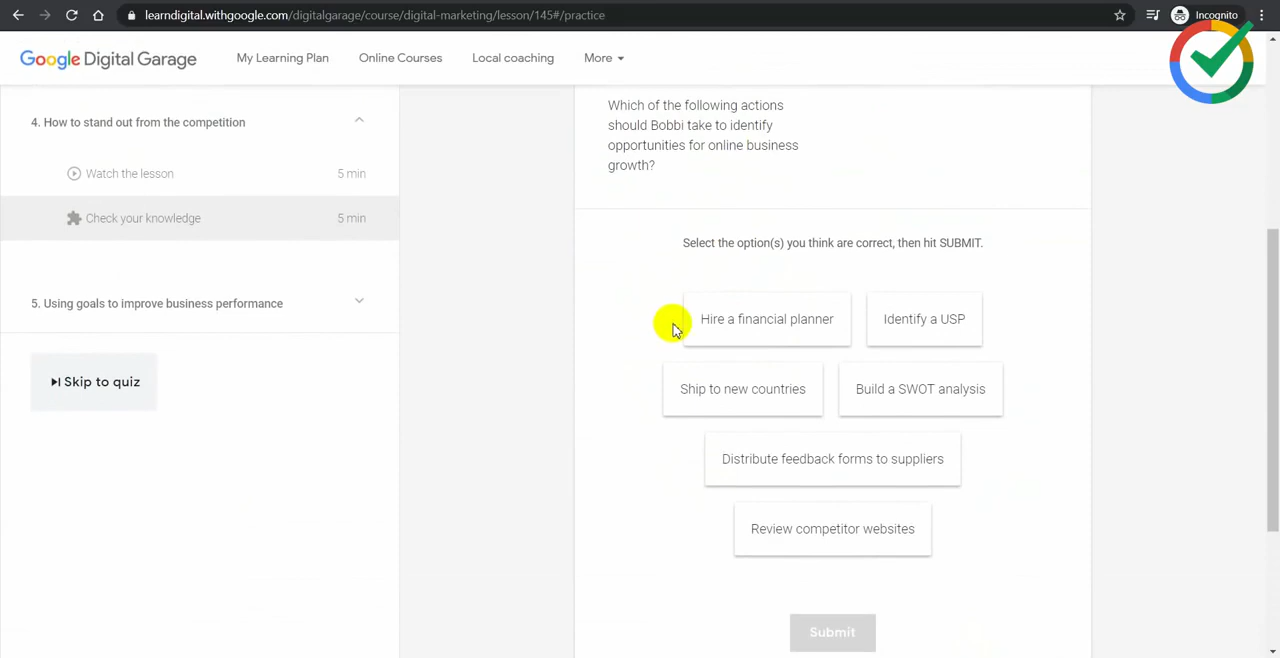 learndigital.withgoogle.com/digitalgarage/course/digital-marketing/lesson/145#/practice
Incognito
Google Digital Garage
My Learning Plan
Online Courses
Local coaching
More
4. How to stand out from the competition
Watch the lesson
5 min
Check your knowledge
5 min
5. Using goals to improve business performance
Skip to quiz
Which of the following actions
should Bobbi take to identify
opportunities for online business
growth?
Select the option(s) you think are correct, then hit SUBMIT.
Hire a financial planner
Identify a USP
Ship to new countries
Build a SWOT analysis
Distribute feedback forms to suppliers
Review competitor websites
Submit